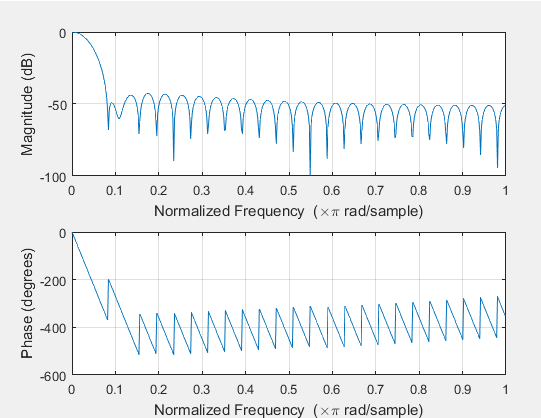 0
-50
-100
Magnitude (dB)
0 0.1 0.2 0.3 0.4 0.5 0.6 0.7 0.8 0.9 1
Normalized Frequency (×π rad/sample)
0
-200
-400
-600
Phase (degrees)
0 0.1 0.2 0.3 0.4 0.5 0.6 0.7 0.8 0.9 1
Normalized Frequency (×π rad/sample)